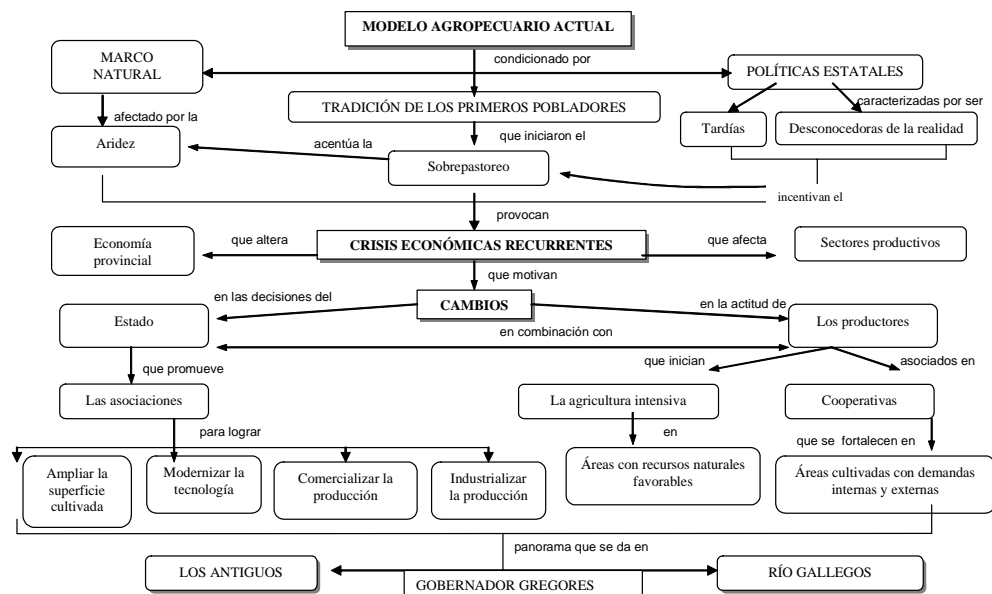 MODELO AGROPECUARIO ACTUAL
MARCO
NATURAL
condicionado por
POLÍTICAS ESTATALES
TRADICIÓN DE LOS PRIMEROS POBLADORES
caracterizadas por ser
afectado por la
que iniciaron el
Tardías
Desconocedoras de la realidad
Aridez
acentúa la
Sobrepastoreo
incentivan el
provocan
Economía
provincial
que altera
CRISIS ECONÓMICAS RECURRENTES
que afecta
Sectores productivos
que motivan
en las decisiones del
CAMBIOS
en la actitud de
Estado
en combinación con
Los productores
que inician
asociados en
que promueve
Las asociaciones
La agricultura intensiva
Cooperativas
para lograr
en
que se fortalecen en
Ampliar la
superficie
cultivada
Modernizar la
tecnología
Comercializar la
producción
Industrializar
la producción
Áreas con recursos naturales
favorables
Áreas cultivadas con demandas
internas y externas
panorama que se da en
LOS ANTIGUOS
GOBERNADOR GREGORES
RÍO GALLEGOS